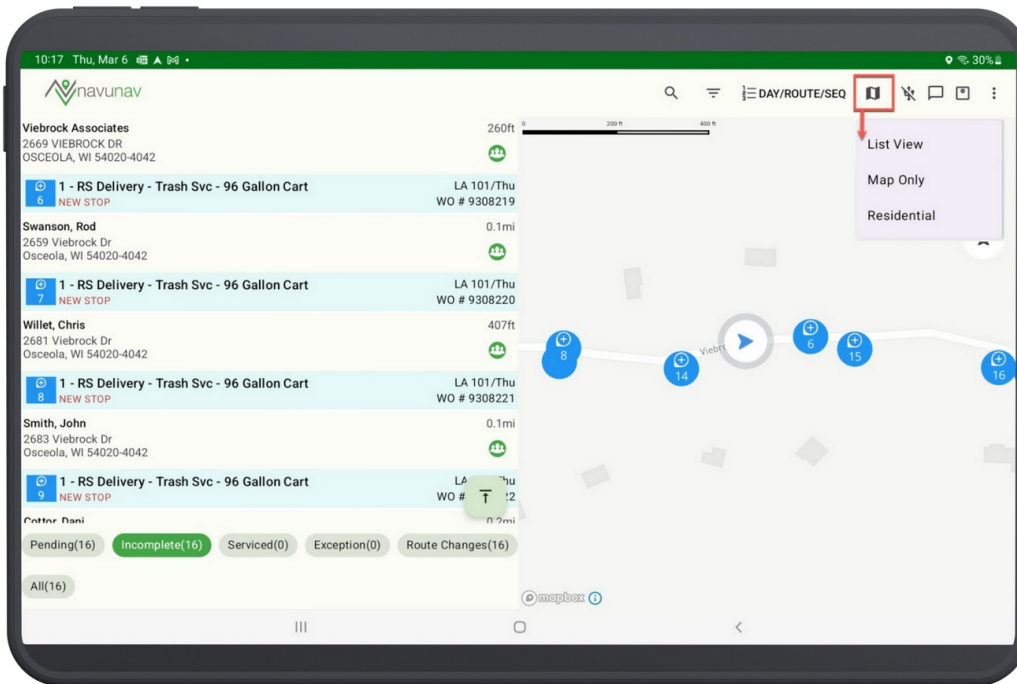 10:17 Thu, Mar 6
30%
navunav
DAY/ROUTE/SEQ
Viebrock Associates
260ft
2669 VIEBROCK DR
OSCEOLA, WI 54020-4042
1 - RS Delivery - Trash Svc - 96 Gallon Cart
LA 101/Thu
6
NEW STOP
WO # 9308219
Swanson, Rod
0.1mi
2659 Viebrock Dr
Osceola, WI 54020-4042
1 - RS Delivery - Trash Svc - 96 Gallon Cart
LA 101/Thu
7
NEW STOP
WO # 9308220
Willet, Chris
407ft
2681 Viebrock Dr
Osceola, WI 54020-4042
1 - RS Delivery - Trash Svc - 96 Gallon Cart
LA 101/Thu
8
NEW STOP
WO # 9308221
Smith, John
0.1mi
2683 Viebrock Dr
Osceola, WI 54020-4042
1 - RS Delivery - Trash Svc - 96 Gallon Cart
LA hu
9
NEW STOP
WO # 22
Cottor, Dani
0.2mi
Pending(16)
Incomplete(16)
Serviced(0)
Exception(0)
Route Changes(16)
All(16)
0
200 ft
400 ft
List View
Map Only
Residential
8
14
Viebr
6
15
16
mapbox